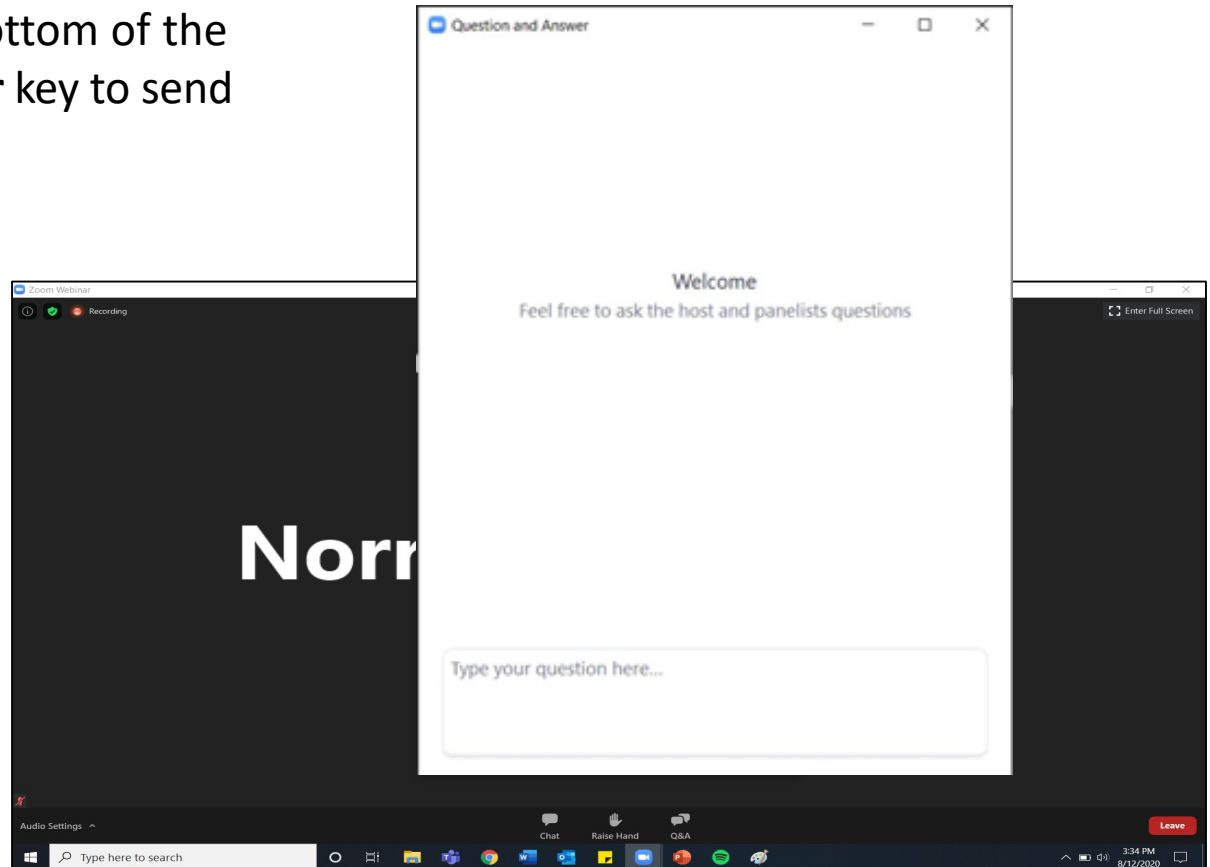 ottom of the
r key to send
Question and Answer
Welcome
Feel free to ask the host and panelists questions
Type your question here...
Zoom Webinar
Recording
Enter Full Screen
Norr
Audio Settings
Chat
Raise Hand
Q&A
Leave
Type here to search
3:34 PM
8/12/2020